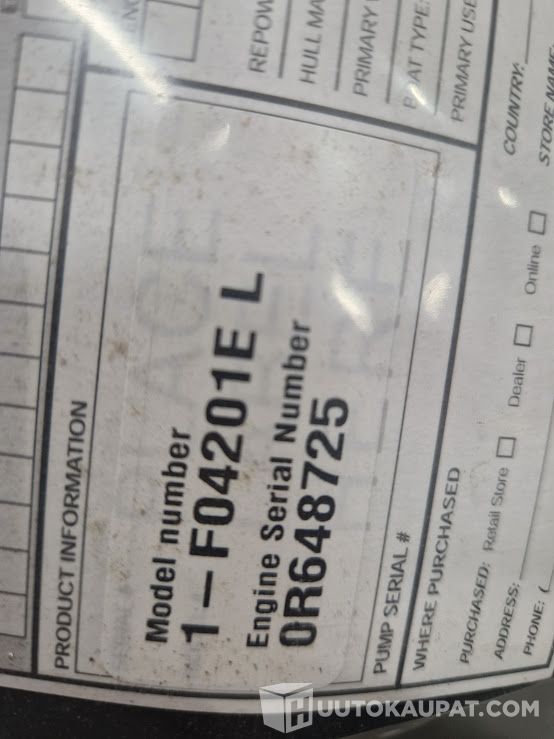 REPOW
HULL MA
PRIMARY
AT TYPE:
PRIMARY USE
PRODUCT INFORMATION
Model number
1-F04201E L
Engine Serial Number
0R648725
PUMP SERIAL #
WHERE PURCHASED
PURCHASED: Retail Store □ Dealer □ Online □
ADDRESS:
COUNTRY:
PHONE: (
STORE NAME:
HUUTOKAUPAT.COM